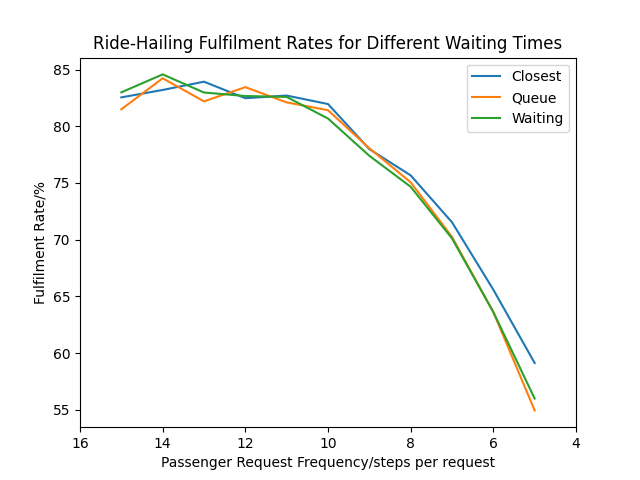 Ride-Hailing Fulfilment Rates for Different Waiting Times
Closest
Queue
Waiting
85
80
75
70
65
60
55
Fulfilment Rate/%
16 14 12 10 8 6 4
Passenger Request Frequency/steps per request